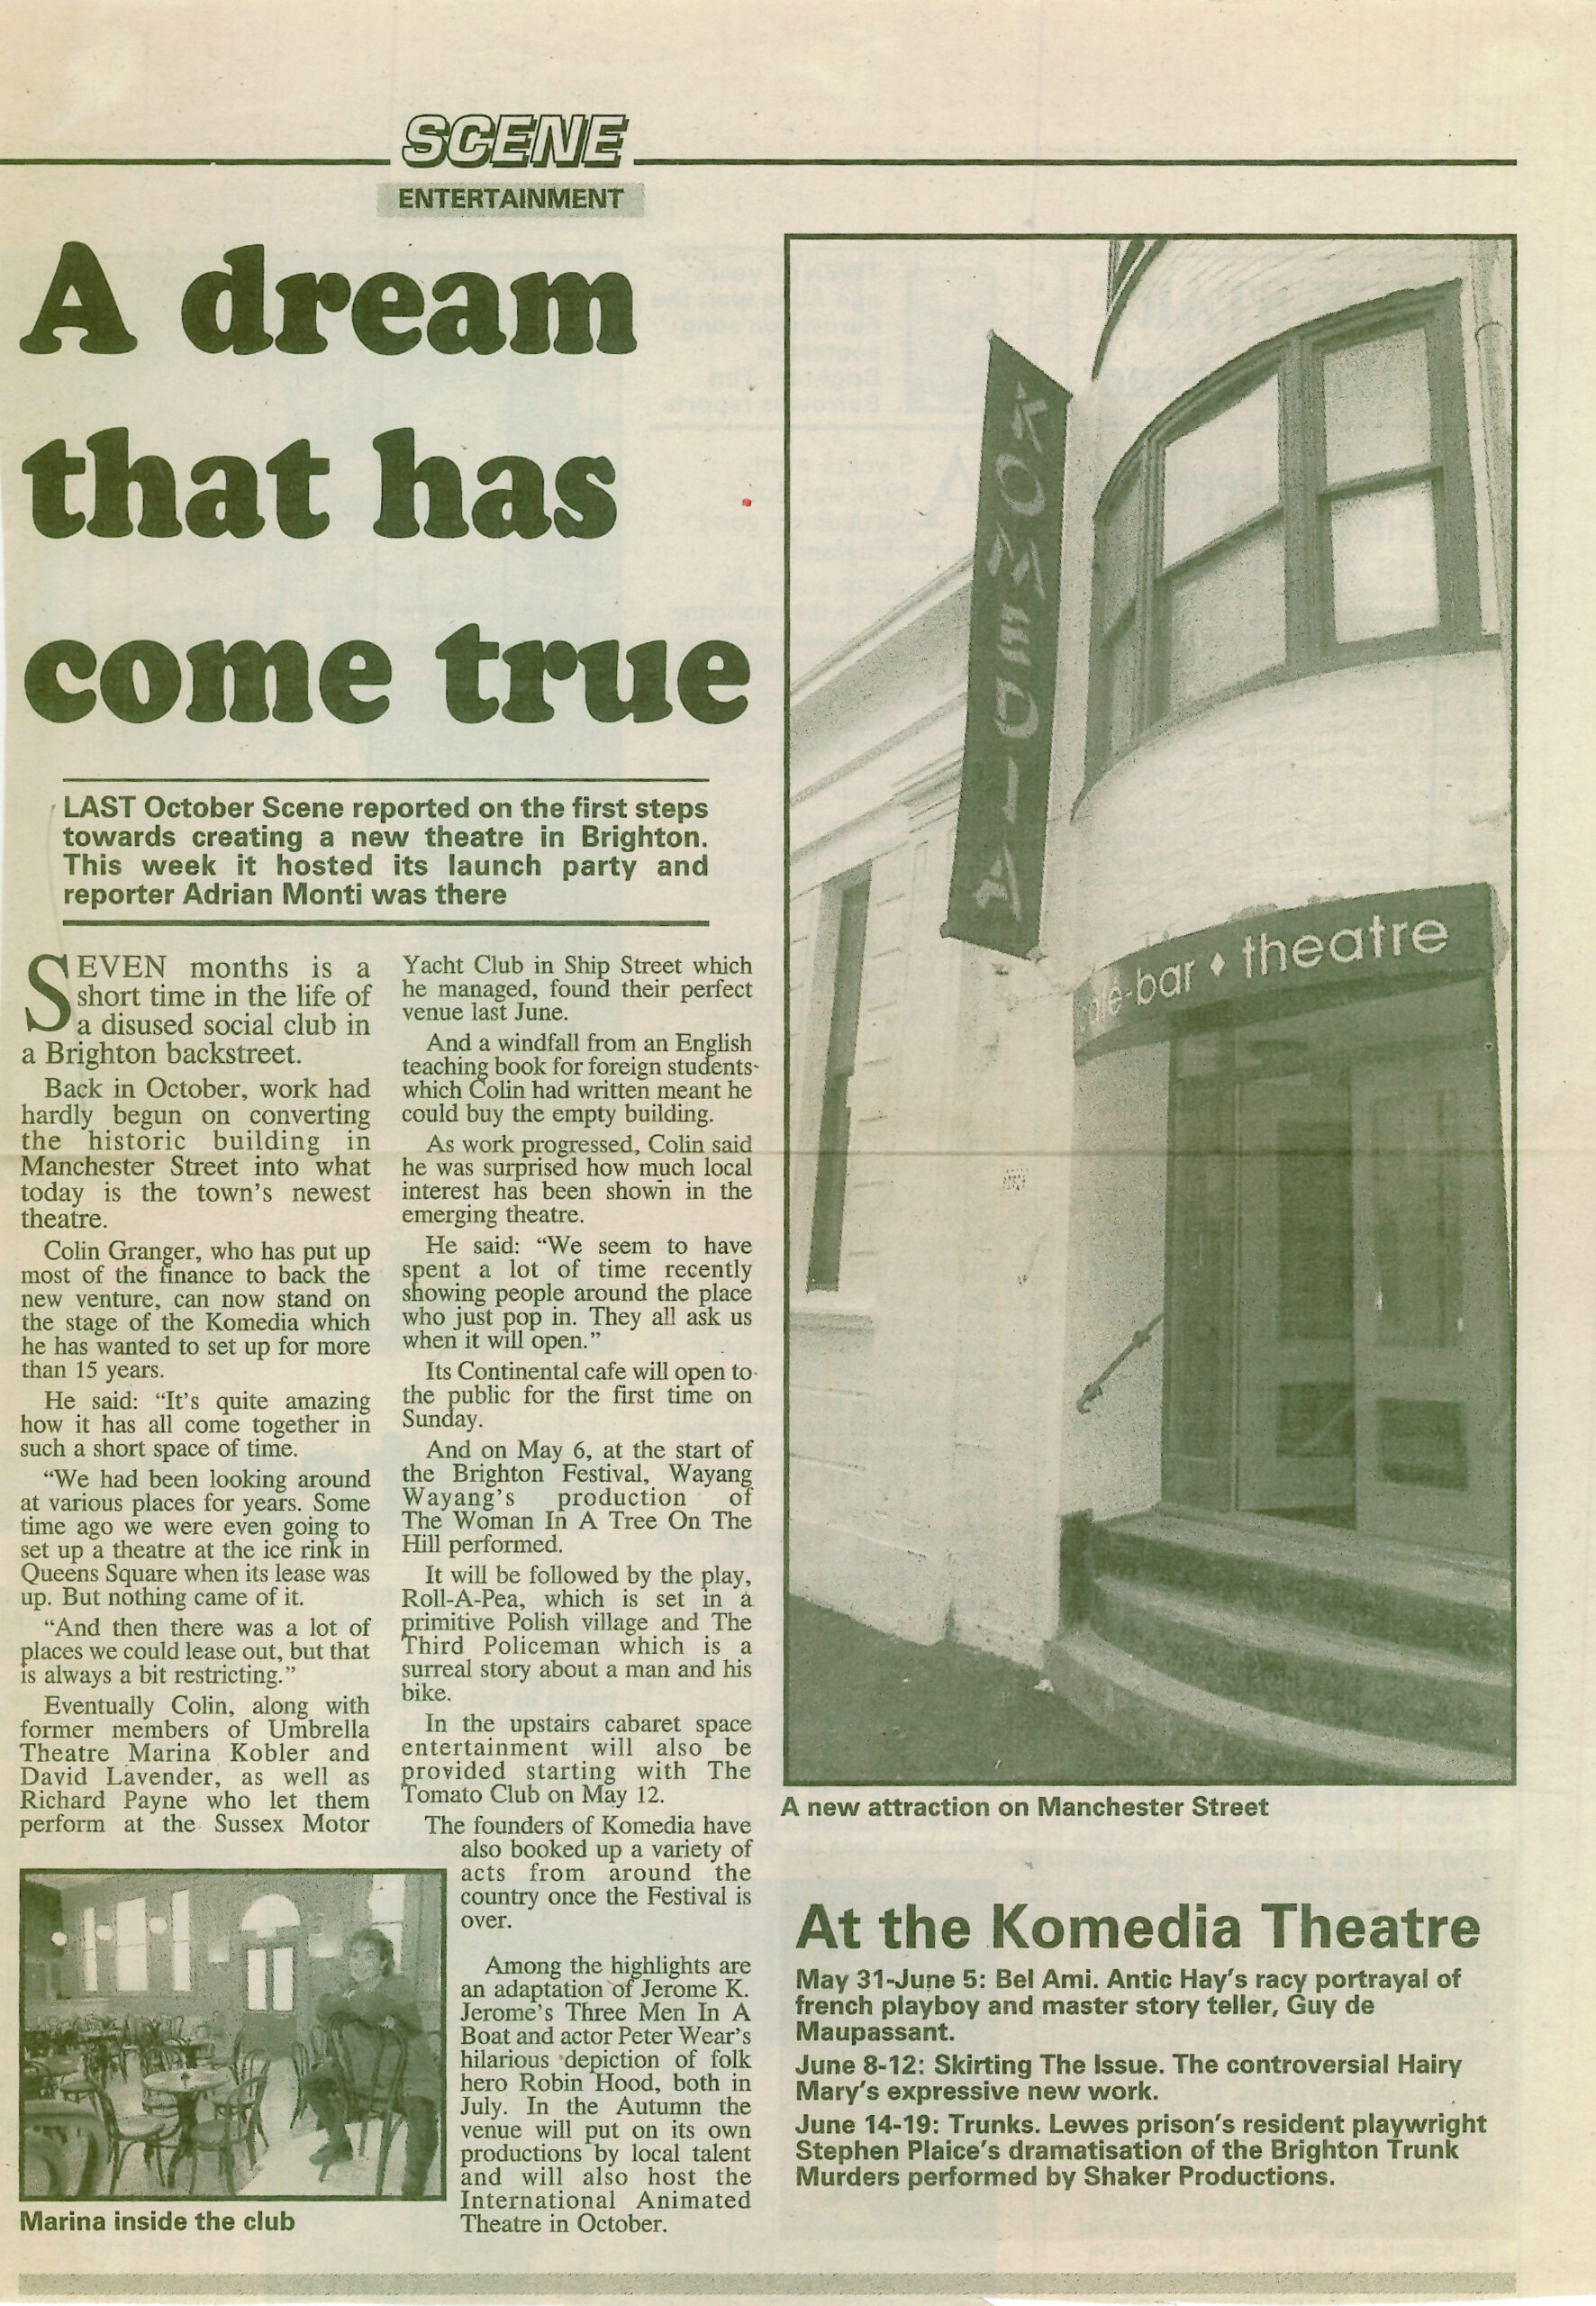 SCENE
ENTERTAINMENT
A dream
that has
come true
LAST October Scene reported on the first steps
towards creating a new theatre in Brighton.
This week it hosted its launch party and
reporter Adrian Monti was there
SEVEN months is a
short time in the life of
a disused social club in
a Brighton backstreet.
Back in October, work had
hardly begun on converting
the historic building in
Manchester Street into what
today is the town's newest
theatre.
Colin Granger, who has put up
most of the finance to back the
new venture, can now stand on
the stage of the Komedia which
he has wanted to set up for more
than 15 years.
He said: “It's quite amazing
how it has all come together in
such a short space of time.
“We had been looking around
at various places for years. Some
time ago we were even going to
set up a theatre at the ice rink in
Queens Square when its lease was
up. But nothing came of it.
“And then there was a lot of
places we could lease out, but that
is always a bit restricting.”
Eventually Colin, along with
former members of Umbrella
Theatre Marina Kobler and
David Lavender, as well as
Richard Payne who let them
perform at the Sussex Motor
Yacht Club in Ship Street which
he managed, found their perfect
venue last June.
And a windfall from an English
teaching book for foreign students
which Colin had written meant he
could buy the empty building.
As work progressed, Colin said
he was surprised how much local
interest has been shown in the
emerging theatre.
He said: “We seem to have
spent a lot of time recently
showing people around the place
who just pop in. They all ask us
when it will open.”
Its Continental cafe will open to
the public for the first time on
Sunday.
And on May 6, at the start of
the Brighton Festival, Wayang
Wayang's production of
The Woman In A Tree On The
Hill performed.
It will be followed by the play,
Roll-A-Pea, which is set in a
primitive Polish village and The
Third Policeman which is a
surreal story about a man and his
bike.
In the upstairs cabaret space
entertainment will also be
provided starting with The
Tomato Club on May 12.
The founders of Komedia have
also booked up a variety of
acts from around the
country once the Festival is
over.
Among the highlights are
an adaptation of Jerome K.
Jerome's Three Men In A
Boat and actor Peter Wear's
hilarious depiction of folk
hero Robin Hood, both in
July. In the Autumn the
venue will put on its own
productions by local talent
and will also host the
International Animated
Theatre in October.
Marina inside the club
KOMEDIA
café-bar ♦ theatre
A new attraction on Manchester Street
At the Komedia Theatre
May 31-June 5: Bel Ami. Antic Hay's racy portrayal of
french playboy and master story teller, Guy de
Maupassant.
June 8-12: Skirting The Issue. The controversial Hairy
Mary's expressive new work.
June 14-19: Trunks. Lewes prison's resident playwright
Stephen Plaice's dramatisation of the Brighton Trunk
Murders performed by Shaker Productions.